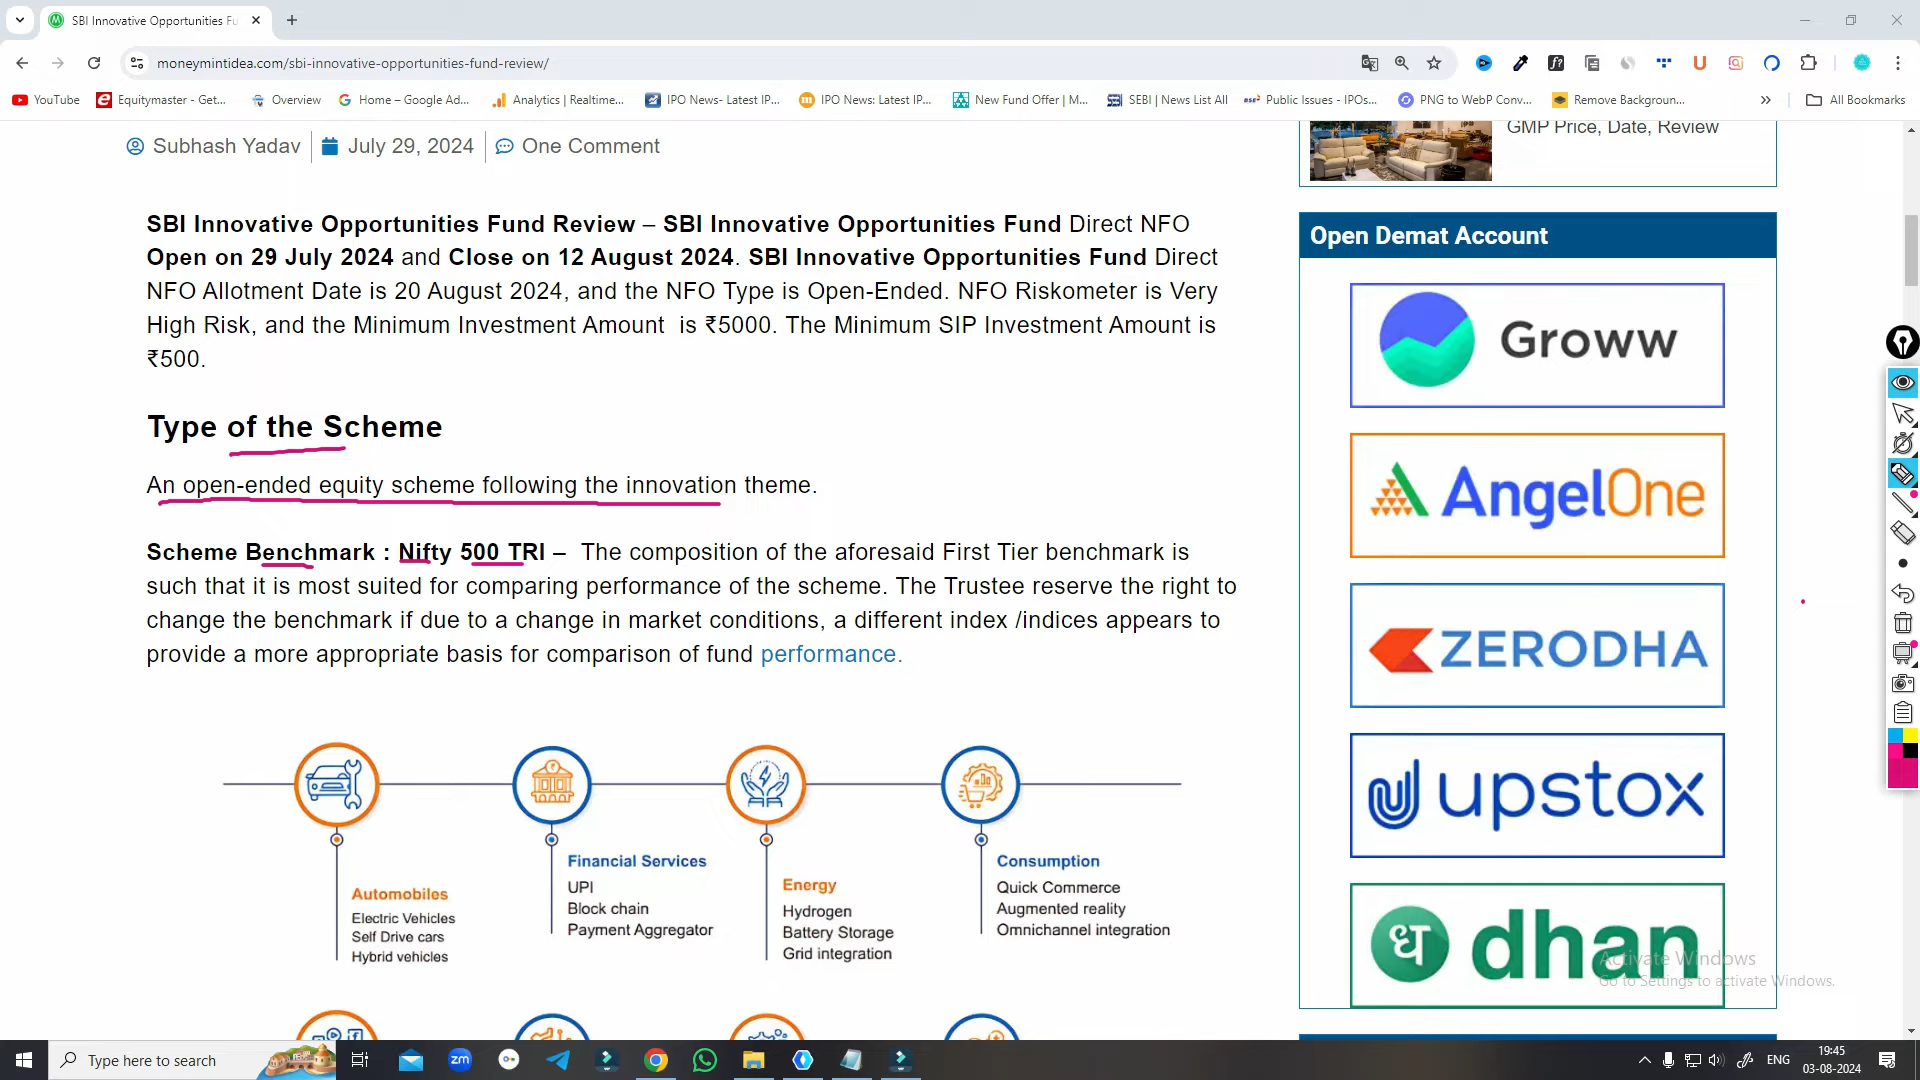 SBI Innovative Opportunities Fu
moneymintidea.com/sbi-innovative-opportunities-fund-review/
YouTube
Equitymaster - Get...
Overview
Home – Google Ad...
Analytics | Realtime...
IPO News- Latest IP...
IPO News: Latest IP...
New Fund Offer | M...
SEBI | News List All
Public Issues - IPOs...
PNG to WebP Conv...
Remove Backgroun...
All Bookmarks
Subhash Yadav
July 29, 2024
One Comment
SBI Innovative Opportunities Fund Review – SBI Innovative Opportunities Fund Direct NFO
Open on 29 July 2024 and Close on 12 August 2024. SBI Innovative Opportunities Fund Direct
NFO Allotment Date is 20 August 2024, and the NFO Type is Open-Ended. NFO Riskometer is Very
High Risk, and the Minimum Investment Amount is ₹5000. The Minimum SIP Investment Amount is
₹500.
Type of the Scheme
An open-ended equity scheme following the innovation theme.
Scheme Benchmark : Nifty 500 TRI – The composition of the aforesaid First Tier benchmark is
such that it is most suited for comparing performance of the scheme. The Trustee reserve the right to
change the benchmark if due to a change in market conditions, a different index /indices appears to
provide a more appropriate basis for comparison of fund performance.
Automobiles
Electric Vehicles
Self Drive cars
Hybrid vehicles
Financial Services
UPI
Block chain
Payment Aggregator
Energy
Hydrogen
Battery Storage
Grid integration
Consumption
Quick Commerce
Augmented reality
Omnichannel integration
GMP Price, Date, Review
Open Demat Account
Groww
AngelOne
ZERODHA
upstox
ध dhan
Activate Windows
Go to Settings to activate Windows.
Type here to search
zm
ENG
19:45
03-08-2024